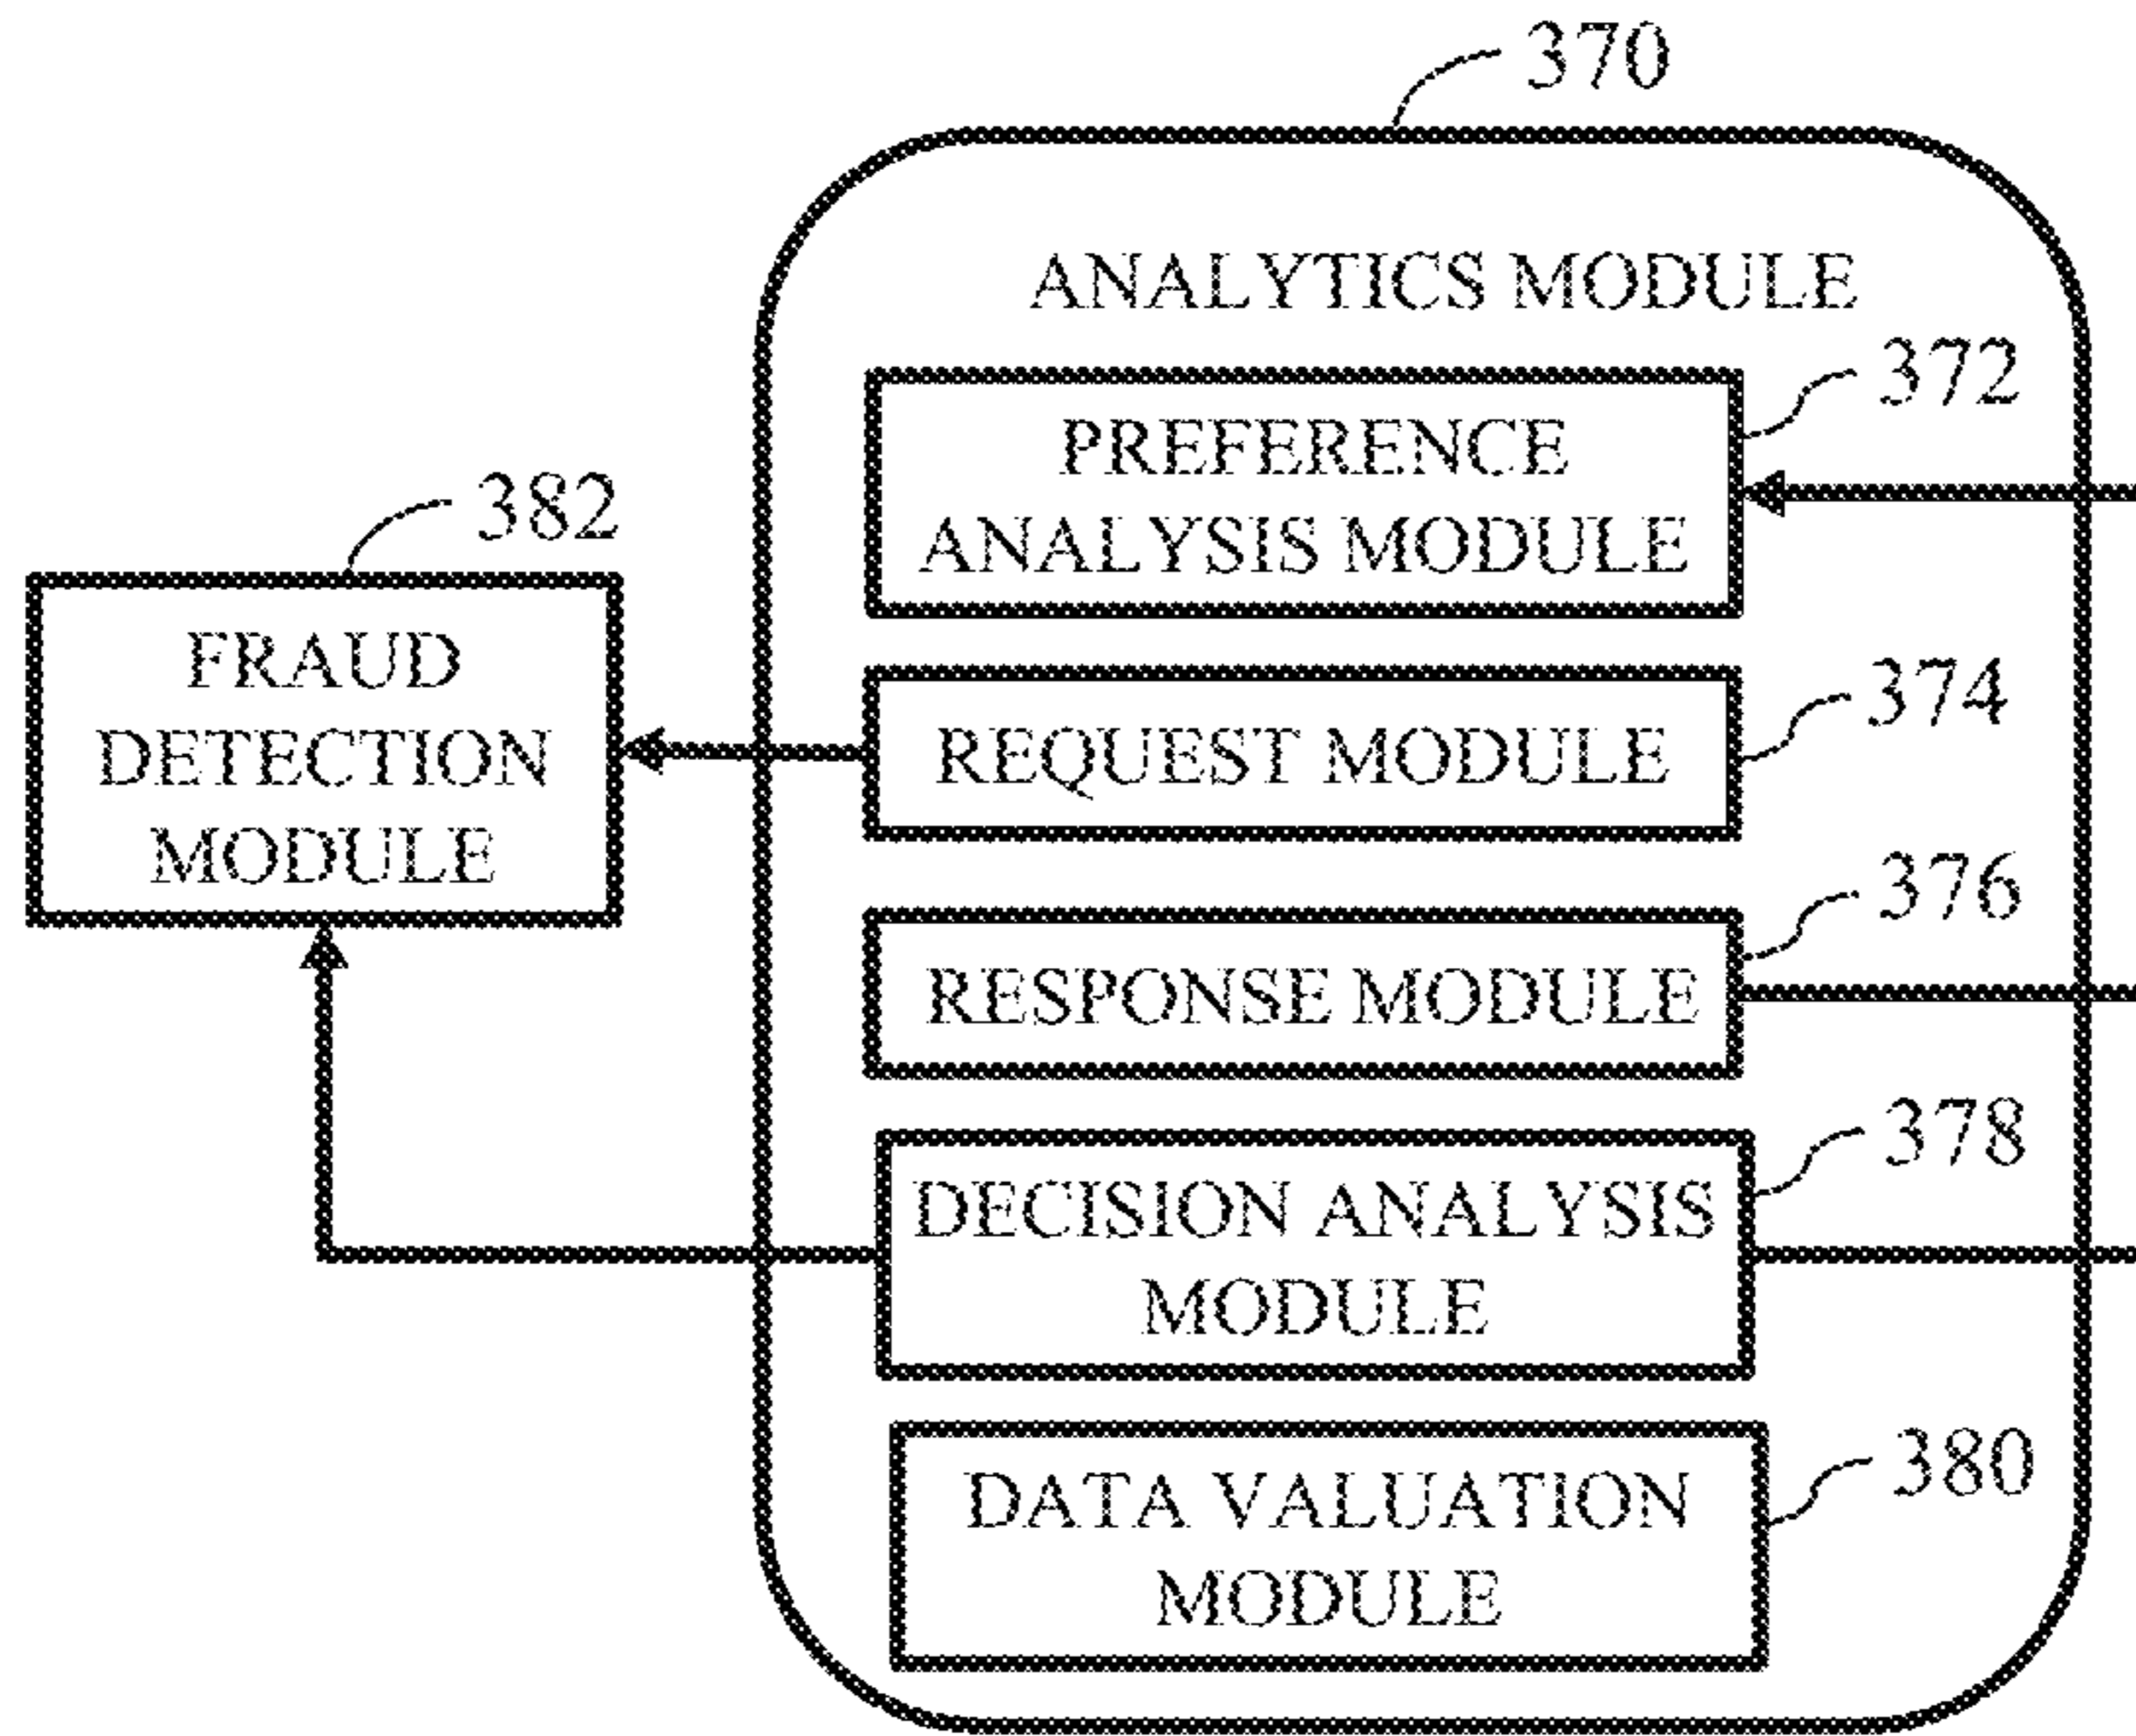 370
ANALYTICS MODULE
372
PREFERENCE
ANALYSIS MODULE
382
FRAUD
DETECTION
MODULE
374
REQUEST MODULE
376
RESPONSE MODULE
378
DECISION ANALYSIS
MODULE
380
DATA VALUATION
MODULE